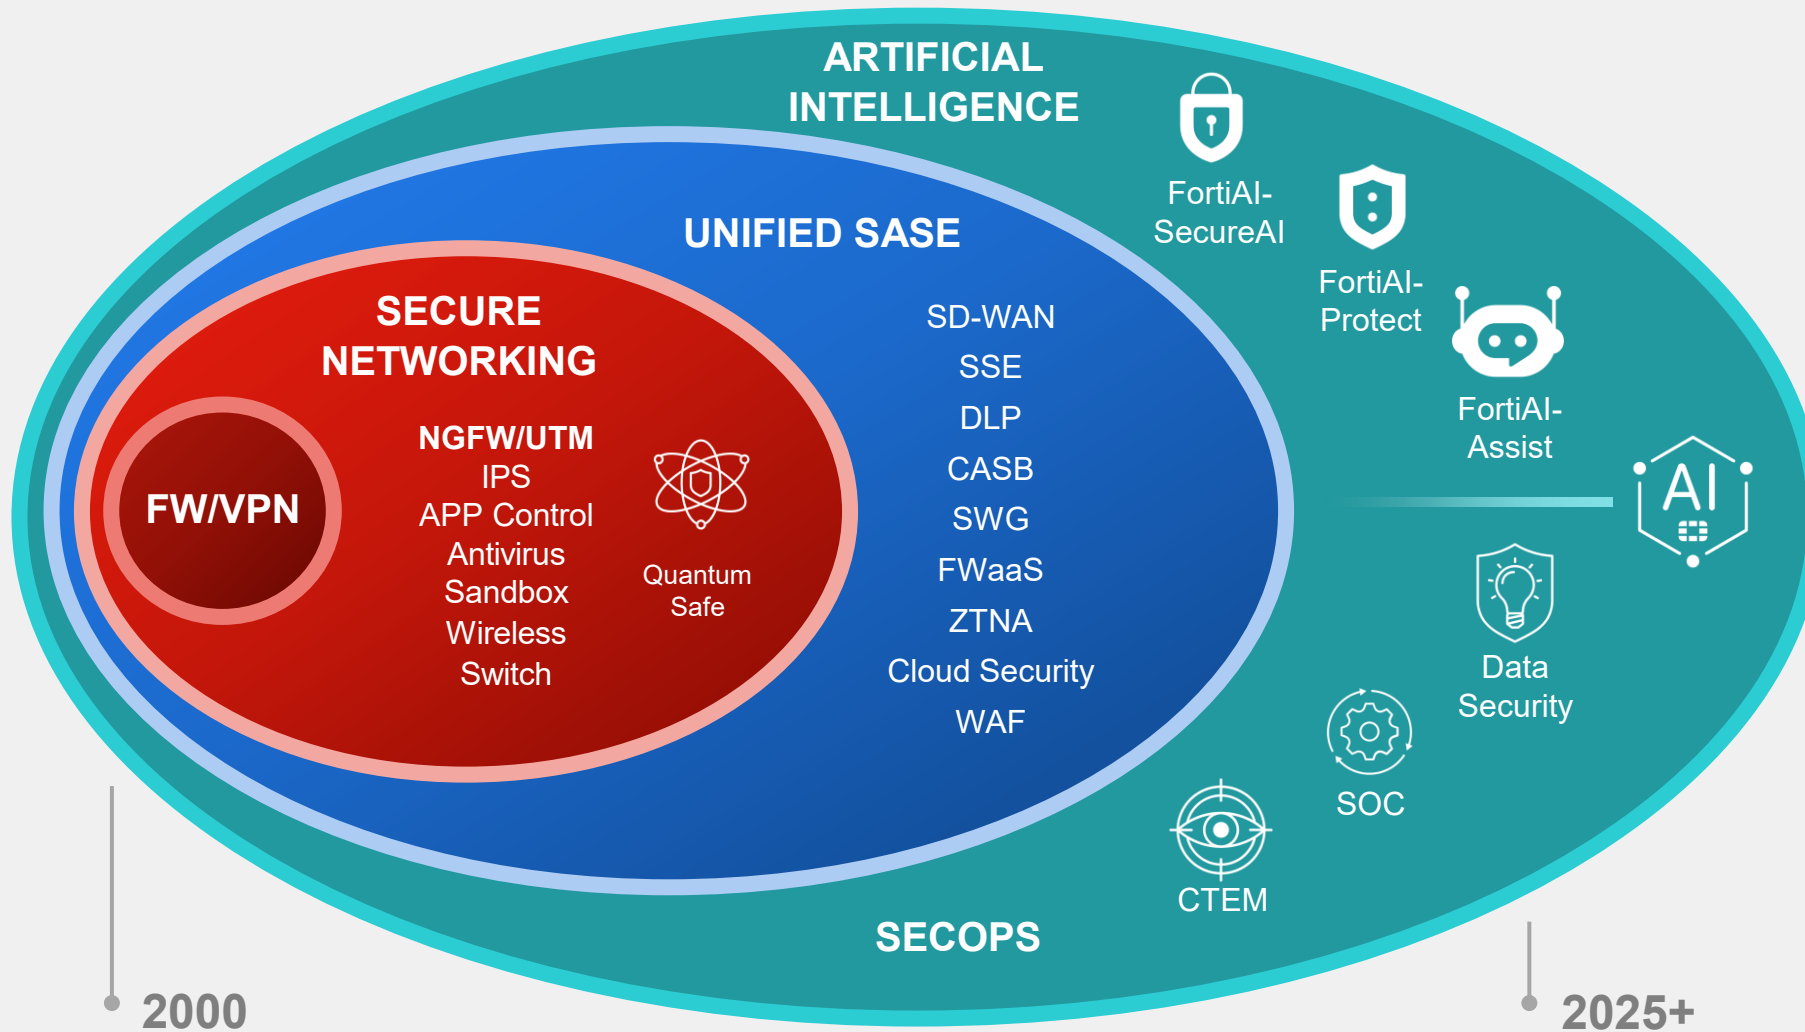 ARTIFICIAL
INTELLIGENCE
FortiAI-
SecureAI
FortiAI-
Protect
FortiAI-
Assist
AI
UNIFIED SASE
SD-WAN
SSE
DLP
CASB
SWG
FWaaS
ZTNA
Cloud Security
WAF
SECURE
NETWORKING
NGFW/UTM
IPS
APP Control
Antivirus
Sandbox
Wireless
Switch
Quantum
Safe
FW/VPN
Data
Security
SOC
CTEM
SECOPS
2000
2025+